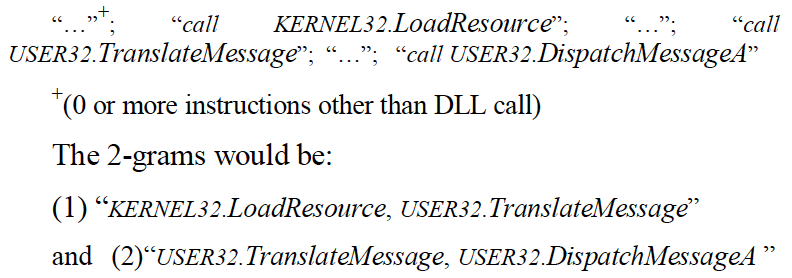 “…”+; “call KERNEL32.LoadResource”; “…”; “call
USER32.TranslateMessage”; “…”; “call USER32.DispatchMessageA”
+(0 or more instructions other than DLL call)
The 2-grams would be:
(1) “KERNEL32.LoadResource, USER32.TranslateMessage”
and (2)“USER32.TranslateMessage, USER32.DispatchMessageA ”